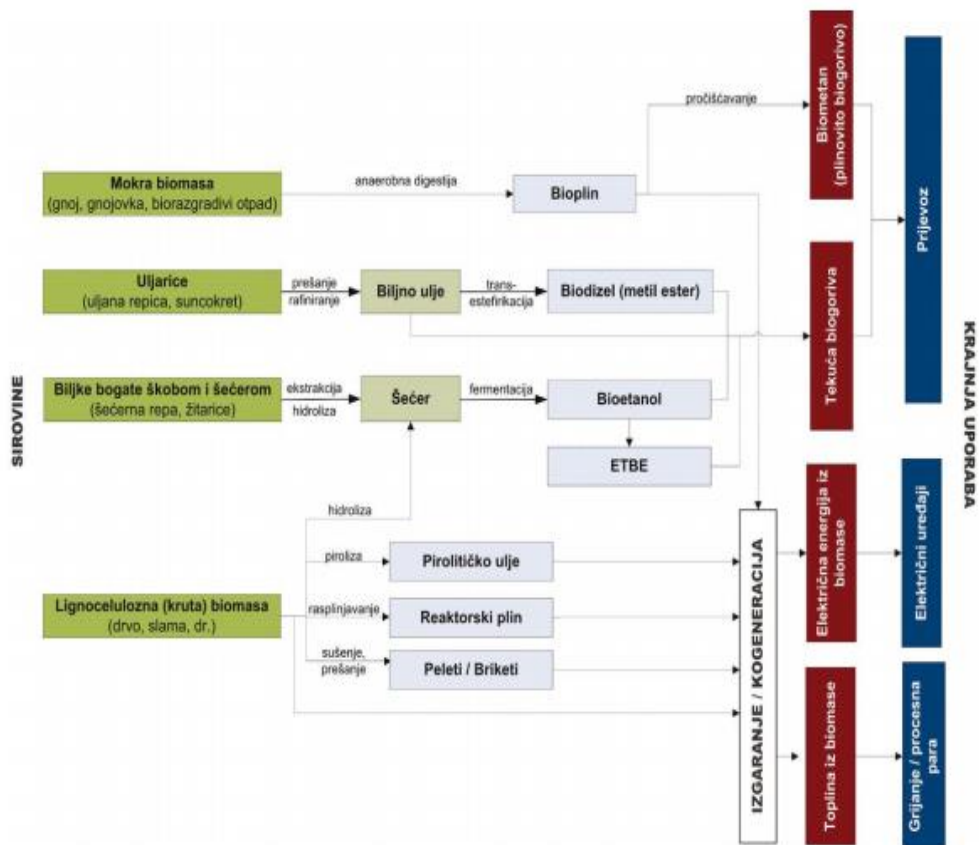 SIROVINE
Mokra biomasa
(gnoj, gnojovka, biorazgradivi otpad)
anaerobna digestija
Bioplin
pročišćavanje
Biometan
(plinovito biogorivo)
Prijevoz
Uljarice
(uljana repica, suncokret)
prešanje
rafiniranje
Biljno ulje
trans-
estefirikacija
Biodizel (metil ester)
Tekuća biogoriva
Biljke bogate škobom i šećerom
(šećerna repa, žitarice)
ekstrakcija
hidroliza
Šećer
fermentacija
Bioetanol
ETBE
Lignocelulozna (kruta) biomasa
(drvo, slama, dr.)
hidroliza
piroliza
Pirolitičko ulje
rasplinjavanje
Reaktorski plin
sušenje,
prešanje
Peleti / Briketi
IZGARANJE / KOGENERACIJA
Električna energija iz
biomase
Električni uređaji
Toplina iz biomase
Grijanje / procesna
para
KRAJNJA UPORABA